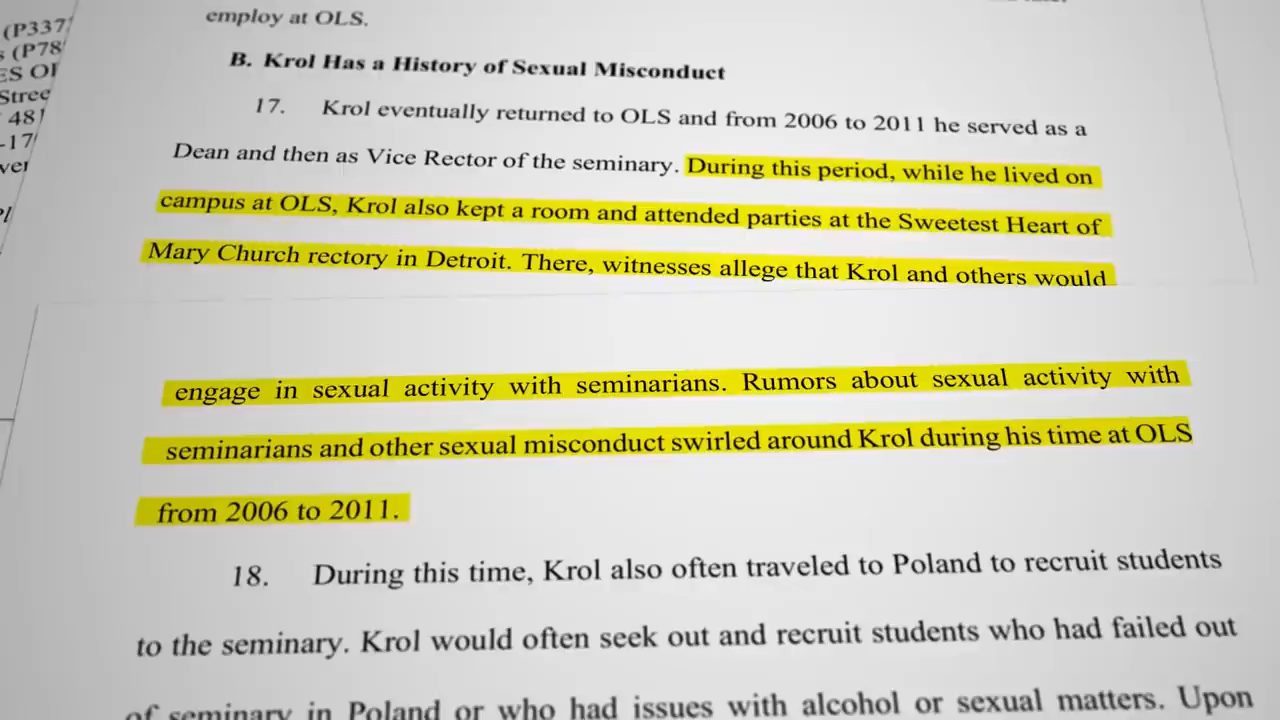 (P337
s (P78
ES OF
Stree
481
-17
employ at OLS.
B. Krol Has a History of Sexual Misconduct
17. Krol eventually returned to OLS and from 2006 to 2011 he served as a
Dean and then as Vice Rector of the seminary. During this period, while he lived on
campus at OLS, Krol also kept a room and attended parties at the Sweetest Heart of
Mary Church rectory in Detroit. There, witnesses allege that Krol and others would
engage in sexual activity with seminarians. Rumors about sexual activity with
seminarians and other sexual misconduct swirled around Krol during his time at OLS
from 2006 to 2011.
18. During this time, Krol also often traveled to Poland to recruit students
to the seminary. Krol would often seek out and recruit students who had failed out
of seminary in Poland or who had issues with alcohol or sexual matters. Upon